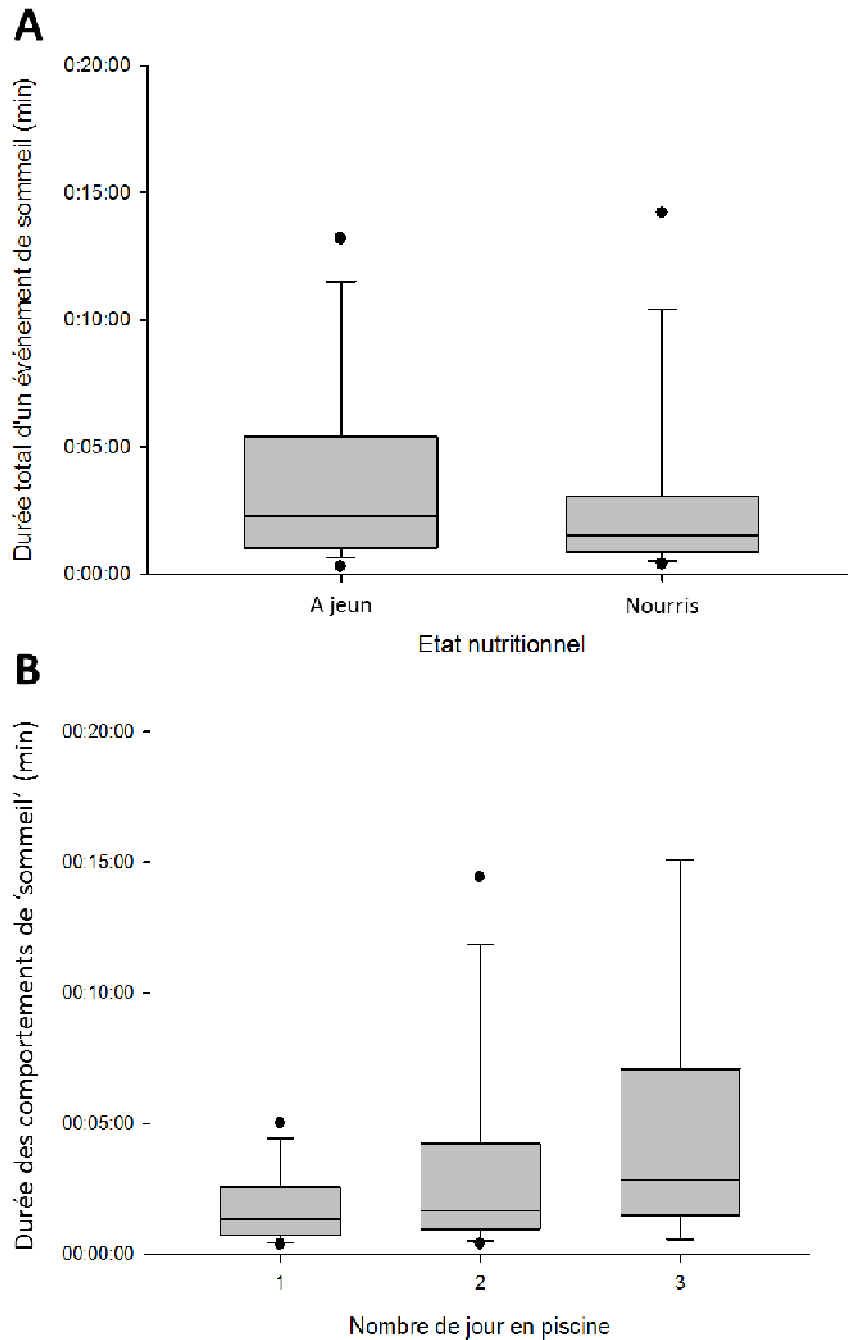 A
Durée total d'un événement de sommeil (min)
0:20:00
0:15:00
0:10:00
0:05:00
0:00:00
A jeun
Nourris
Etat nutritionnel
B
Durée des comportements de 'sommeil' (min)
00:20:00
00:15:00
00:10:00
00:05:00
00:00:00
1
2
3
Nombre de jour en piscine